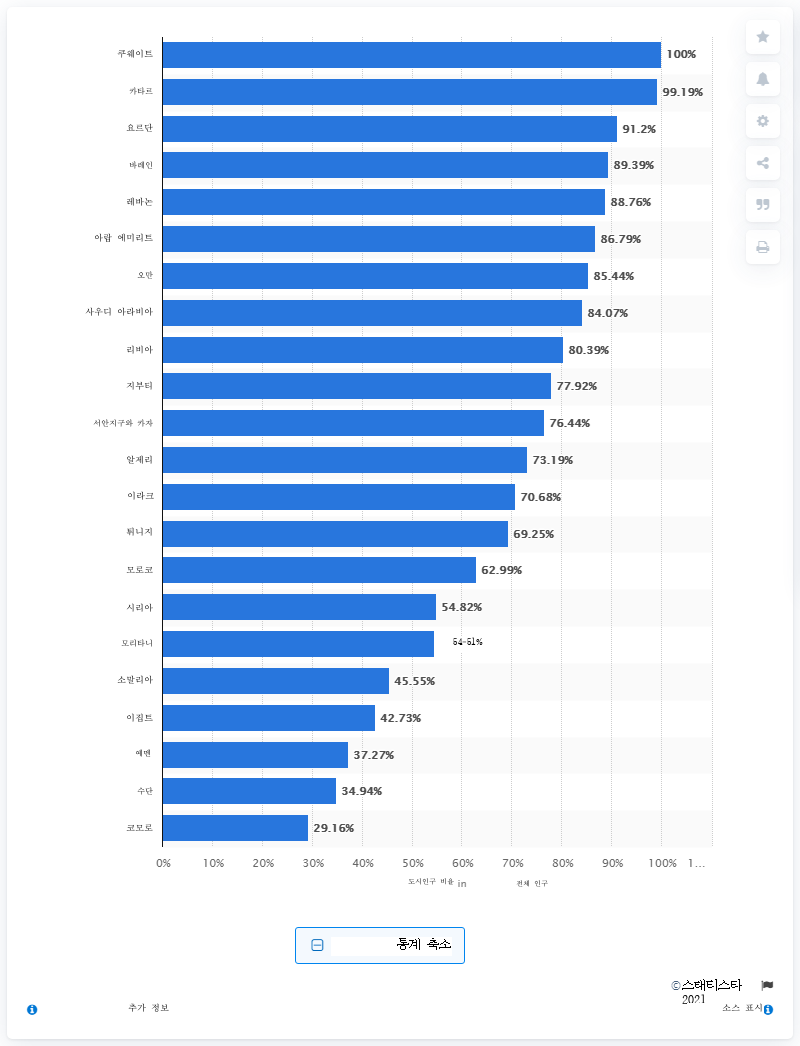 쿠웨이트 100%
카타르 99.19%
요르단 91.2%
바레인 89.39%
레바논 88.76%
아랍 에미리트 86.79%
오만 85.44%
사우디 아라비아 84.07%
리비아 80.39%
지부티 77.92%
서안지구와 가자 76.44%
알제리 73.19%
이라크 70.68%
튀니지 69.25%
모로코 62.99%
시리아 54.82%
모리타니 54-51%
소말리아 45.55%
이집트 42.73%
예멘 37.27%
수단 34.94%
코모로 29.16%
0% 10% 20% 30% 40% 50% 60% 70% 80% 90% 100% 1...
도시인구 비율 in 전체 인구
통계 축소
©스태티스타
2021
추가 정보 소스 표시